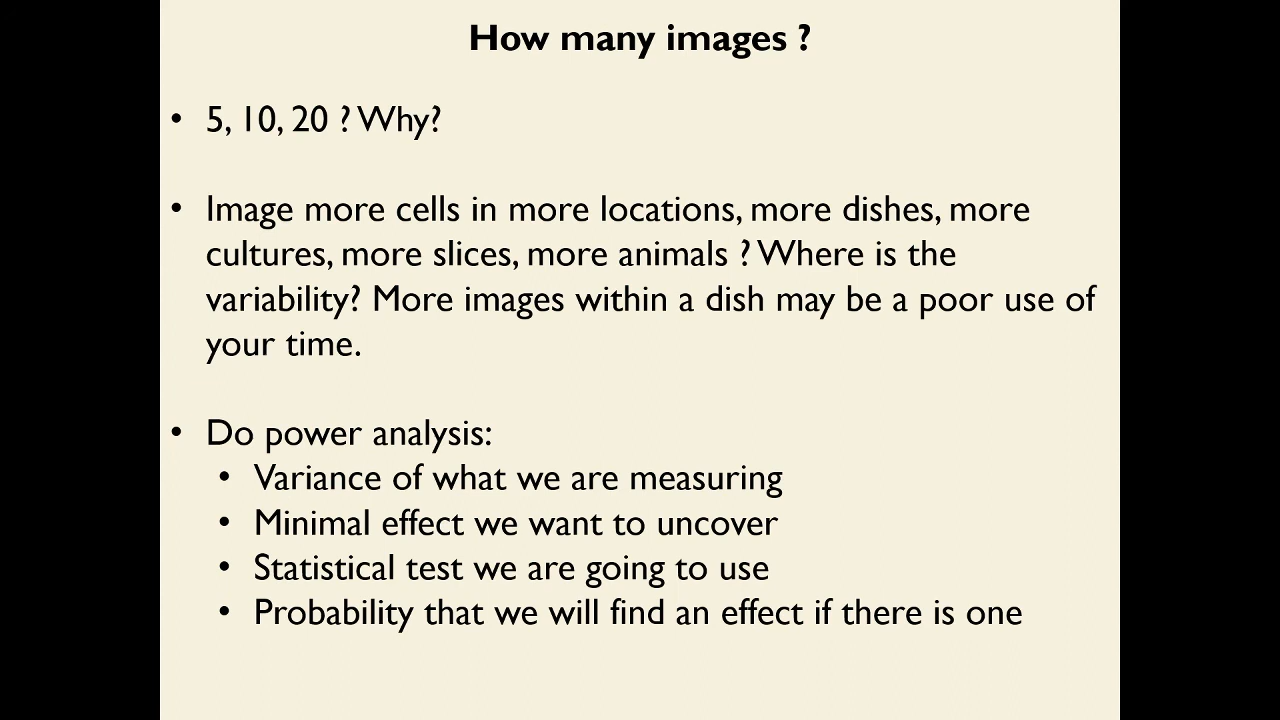 How many images ?
• 5, 10, 20 ? Why?
• Image more cells in more locations, more dishes, more
cultures, more slices, more animals ? Where is the
variability? More images within a dish may be a poor use of
your time.
• Do power analysis:
• Variance of what we are measuring
• Minimal effect we want to uncover
• Statistical test we are going to use
• Probability that we will find an effect if there is one